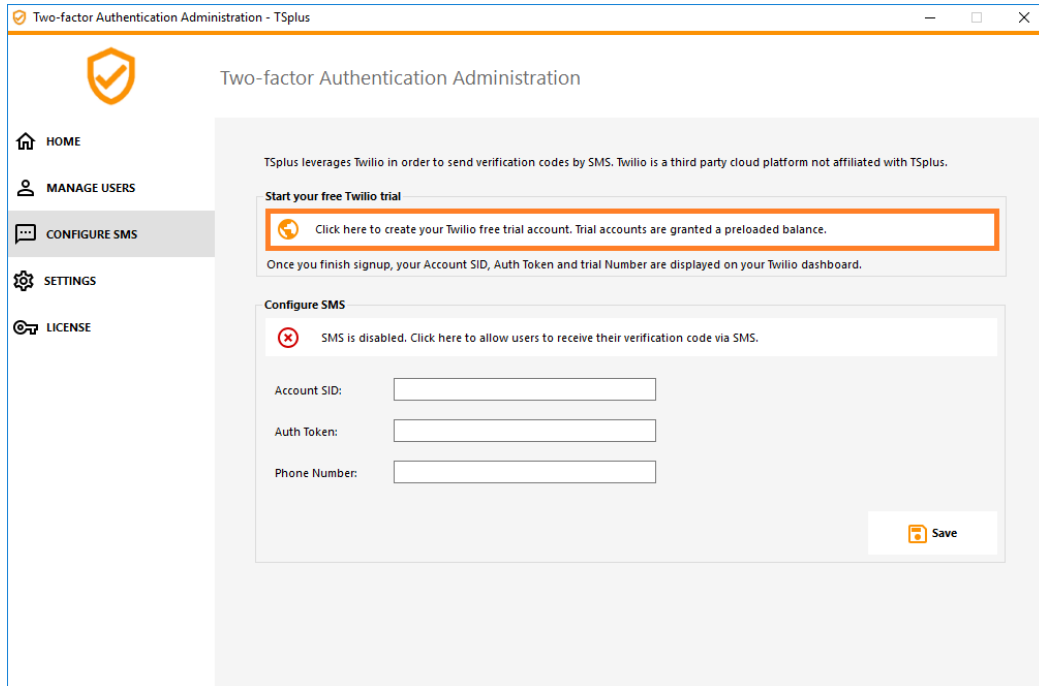 Two-factor Authentication Administration - TSplus
Two-factor Authentication Administration
HOME
MANAGE USERS
CONFIGURE SMS
SETTINGS
LICENSE
TSplus leverages Twilio in order to send verification codes by SMS. Twilio is a third party cloud platform not affiliated with TSplus.
Start your free Twilio trial
Click here to create your Twilio free trial account. Trial accounts are granted a preloaded balance.
Once you finish signup, your Account SID, Auth Token and trial Number are displayed on your Twilio dashboard.
Configure SMS
SMS is disabled. Click here to allow users to receive their verification code via SMS.
Account SID:
Auth Token:
Phone Number:
Save